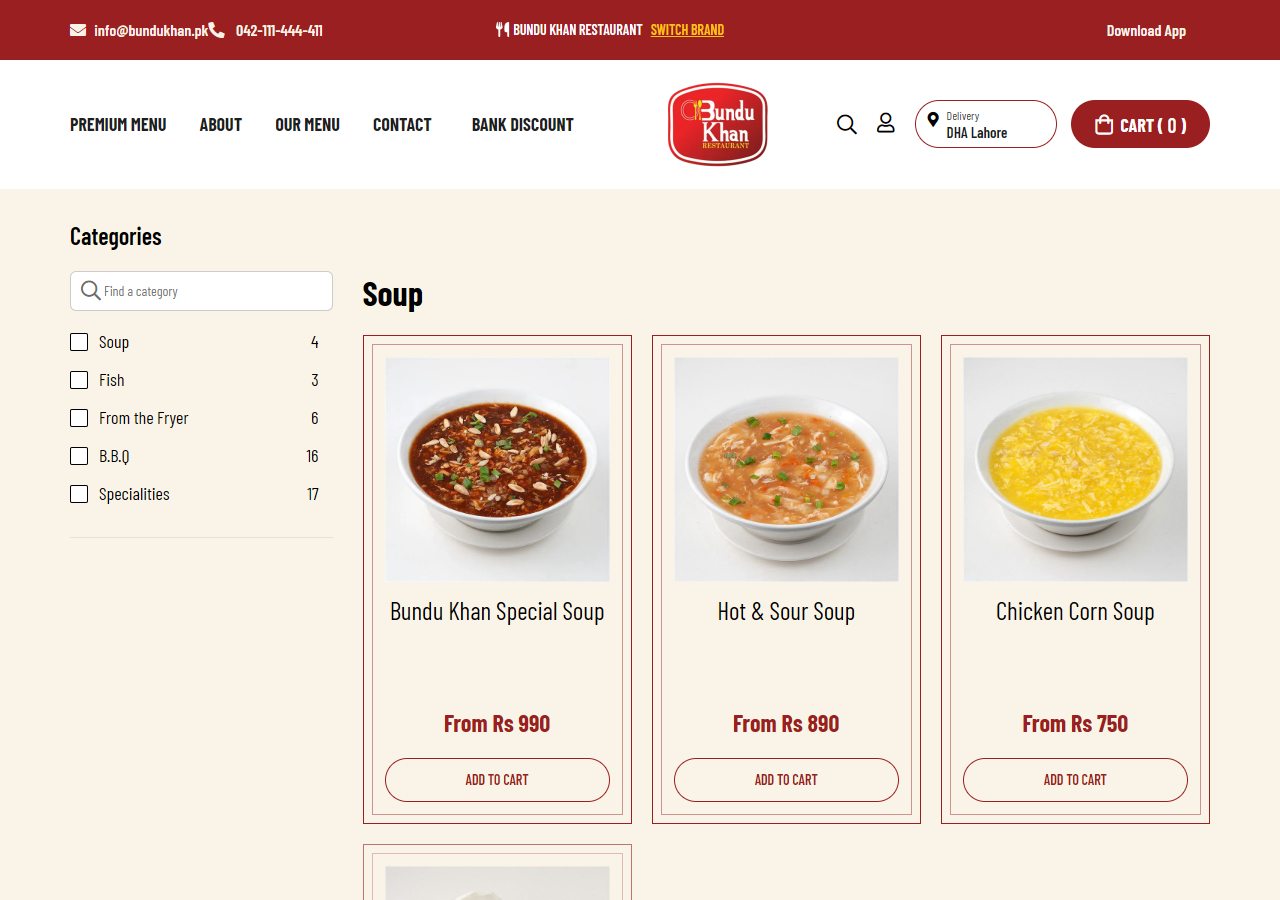 info@bundukhan.pk 042-111-444-411 BUNDU KHAN RESTAURANT SWITCH BRAND Download App
PREMIUM MENU ABOUT OUR MENU CONTACT BANK DISCOUNT
Bundu
Khan
RESTAURANT
Delivery
DHA Lahore
CART ( 0 )
Categories
Find a category
Soup 4
Fish 3
From the Fryer 6
B.B.Q 16
Specialities 17
Soup
Bundu Khan Special Soup
From Rs 990
ADD TO CART
Hot & Sour Soup
From Rs 890
ADD TO CART
Chicken Corn Soup
From Rs 750
ADD TO CART